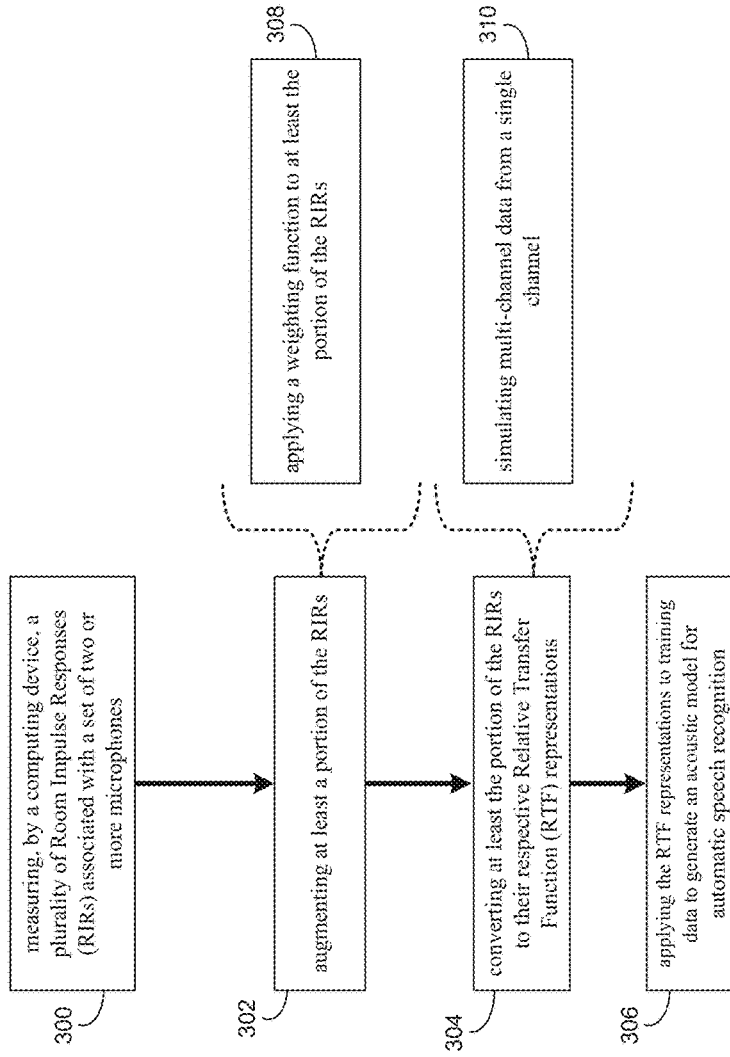 300
measuring, by a computing device, a
plurality of Room Impulse Responses
(RIRs) associated with a set of two or
more microphones
302
augmenting at least a portion of the RIRs
308
applying a weighting function to at least the
portion of the RIRs
304
converting at least the portion of the RIRs
to their respective Relative Transfer
Function (RTF) representations
310
simulating multi-channel data from a single
channel
306
applying the RTF representations to training
data to generate an acoustic model for
automatic speech recognition